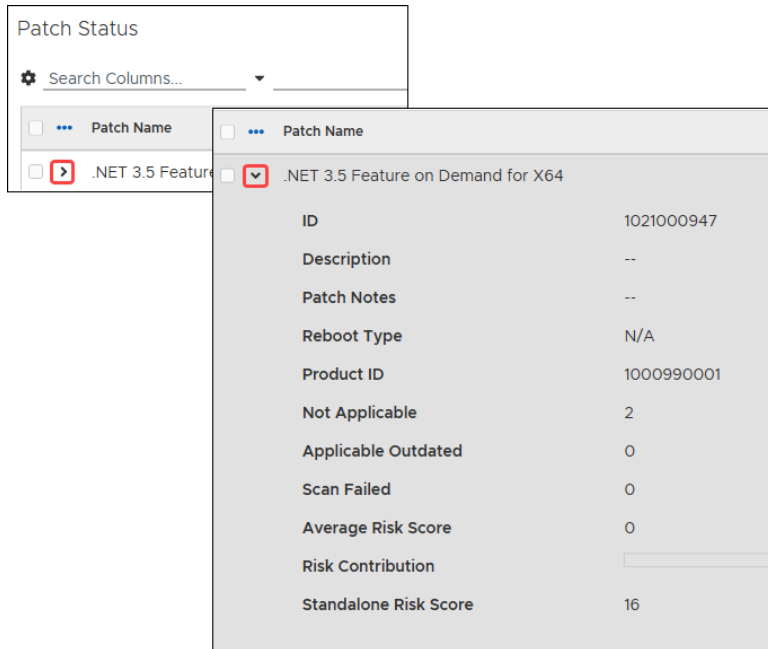 Patch Status
Search Columns...
Patch Name
.NET 3.5 Feature
Patch Name
.NET 3.5 Feature on Demand for X64
ID 1021000947
Description --
Patch Notes --
Reboot Type N/A
Product ID 1000990001
Not Applicable 2
Applicable Outdated 0
Scan Failed 0
Average Risk Score 0
Risk Contribution
Standalone Risk Score 16